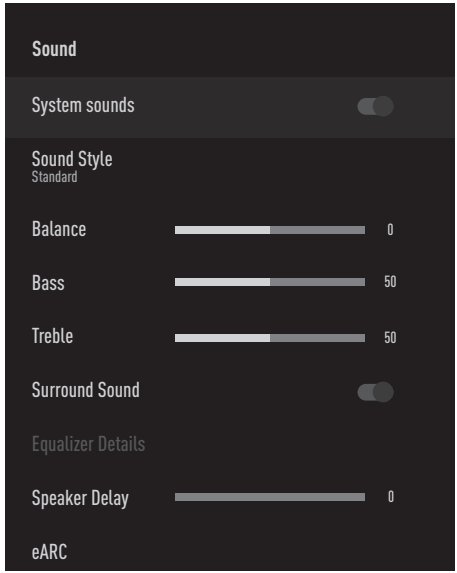 Sound
System sounds
Sound Style
Standard
Balance 0
Bass 50
Treble 50
Surround Sound
Equalizer Details
Speaker Delay 0
eARC